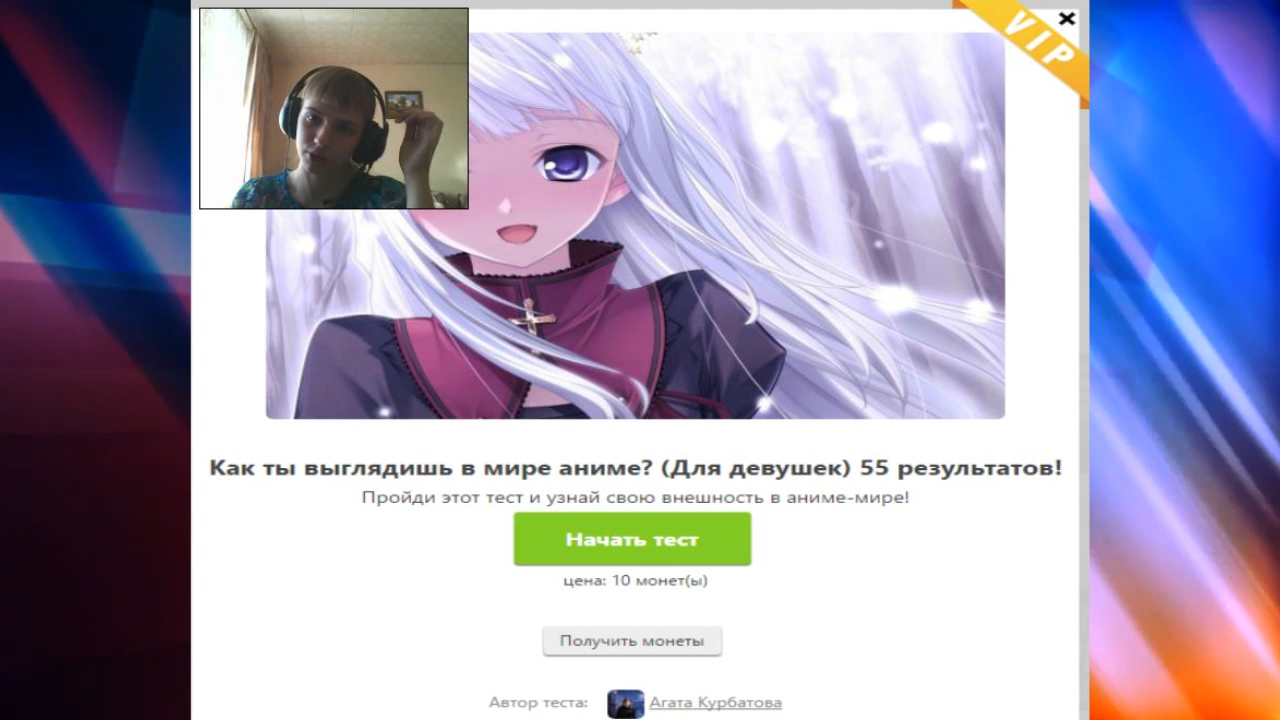 VIP
Как ты выглядишь в мире аниме? (Для девушек) 55 результатов!
Пройди этот тест и узнай свою внешность в аниме-мире!
Начать тест
цена: 10 монет(ы)
Получить монеты
Автор теста: Агата Курбатова